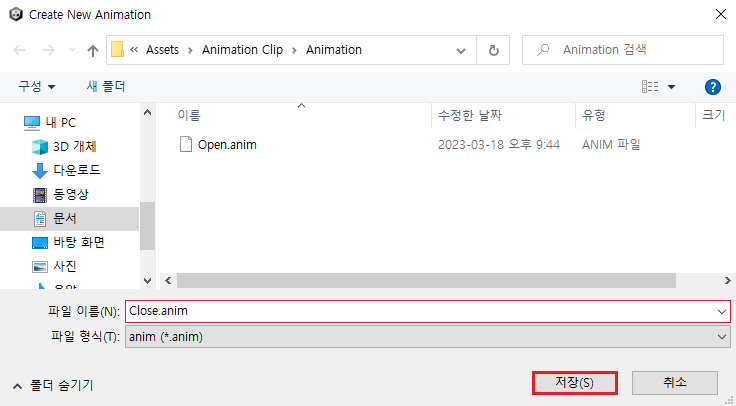 Create New Animation
« Assets > Animation Clip > Animation
Animation 검색
구성
새 폴더
이름 수정한 날짜 유형 크기
Open.anim 2023-03-18 오후 9:44 ANIM 파일
내 PC
3D 개체
다운로드
동영상
문서
바탕 화면
사진
파일 이름(N): Close.anim
파일 형식(T): anim (*.anim)
폴더 숨기기
저장(S)
취소